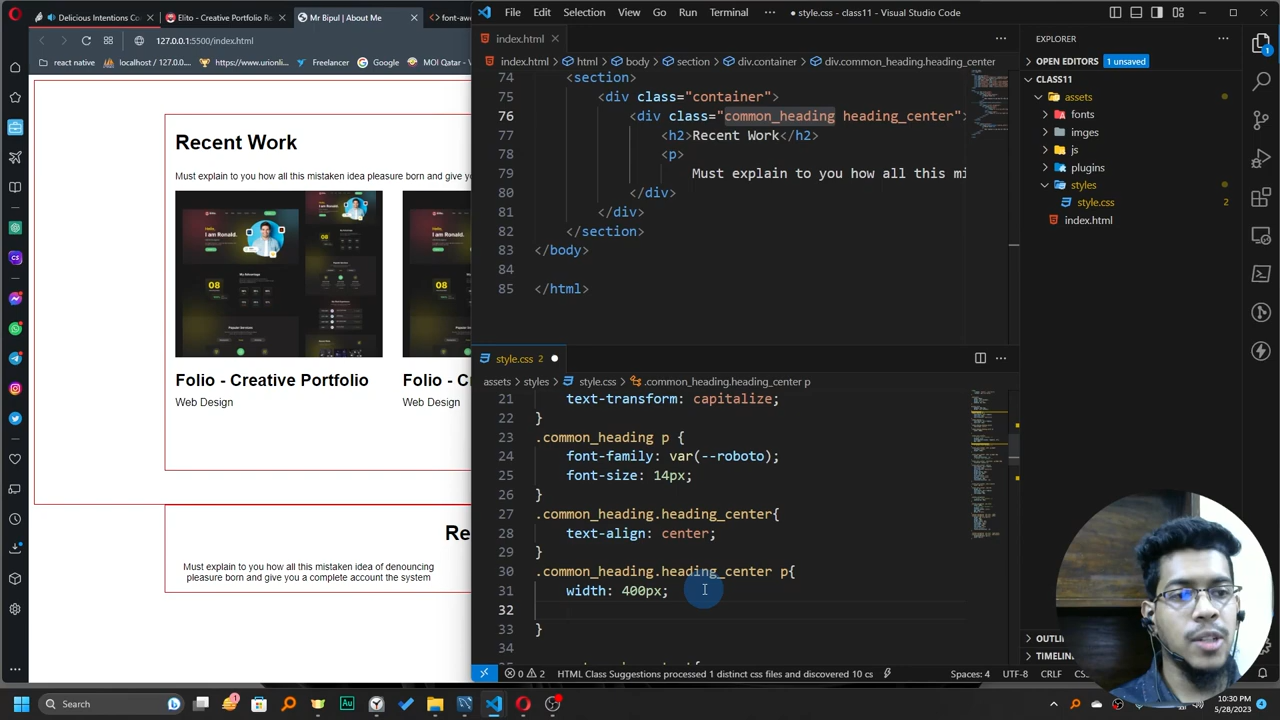 Delicious Intentions Co
Elito - Creative Portfolio Re
Mr Bipul | About Me
font-awe
File Edit Selection View Go Run Terminal
style.css - class11 - Visual Studio Code
127.0.0.1:5500/index.html
react native
localhost / 127.0....
https://www.urionli...
Freelancer
Google
MOI Qatar - Vi
index.html
index.html > html > body > section > div.container > div.common_heading.heading_center
74 <section>
75 <div class="container">
76 <div class="common_heading heading_center">
77 <h2>Recent Work</h2>
78 <p>
79 Must explain to you how all this mi
80 </div>
81 </div>
82 </section>
83 </body>
84
85 </html>
EXPLORER
OPEN EDITORS 1 unsaved
CLASS11
assets
fonts
imges
js
plugins
styles
style.css 2
index.html
OUTLI
TIMELIN
Recent Work
Must explain to you how all this mistaken idea pleasure born and give yo
Folio - Creative Portfolio
Web Design
Folio - C
Web Design
Re
Must explain to you how all this mistaken idea of denouncing
pleasure born and give you a complete account the system
style.css 2
assets > styles > style.css > .common_heading.heading_center p
21 text-transform: capitalize;
22 }
23 .common_heading p {
24 font-family: var(--roboto);
25 font-size: 14px;
26 }
27 .common_heading.heading_center{
28 text-align: center;
29 }
30 .common_heading.heading_center p{
31 width: 400px;
32
33 }
34
0 2 HTML Class Suggestions processed 1 distinct css files and discovered 10 cs
Spaces: 4 UTF-8 CRLF
Search
10:30 PM
5/28/2023